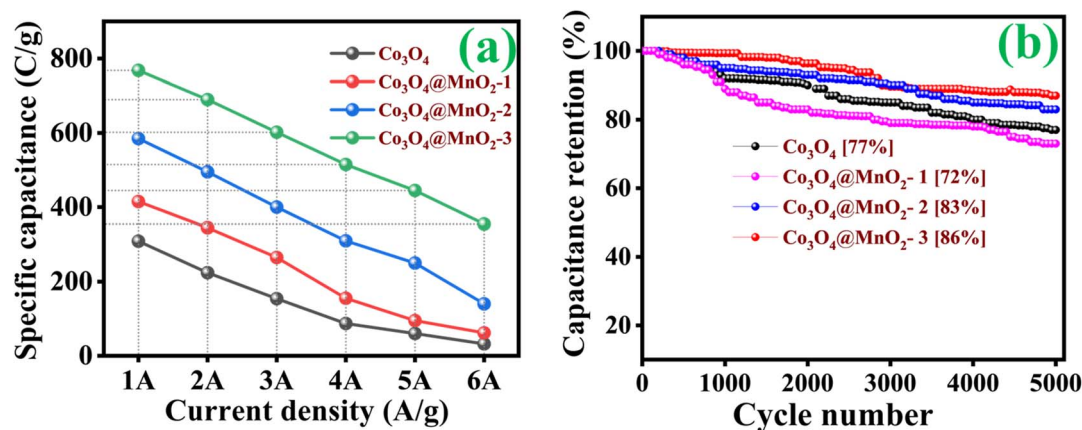 (a)
Specific capacitance (C/g)
800
600
400
200
0
Co₃O₄
Co₃O₄@MnO₂-1
Co₃O₄@MnO₂-2
Co₃O₄@MnO₂-3
1A 2A 3A 4A 5A 6A
Current density (A/g)
(b)
Capacitance retention (%)
100
80
60
40
20
Co₃O₄ [77%]
Co₃O₄@MnO₂- 1 [72%]
Co₃O₄@MnO₂- 2 [83%]
Co₃O₄@MnO₂- 3 [86%]
0 1000 2000 3000 4000 5000
Cycle number